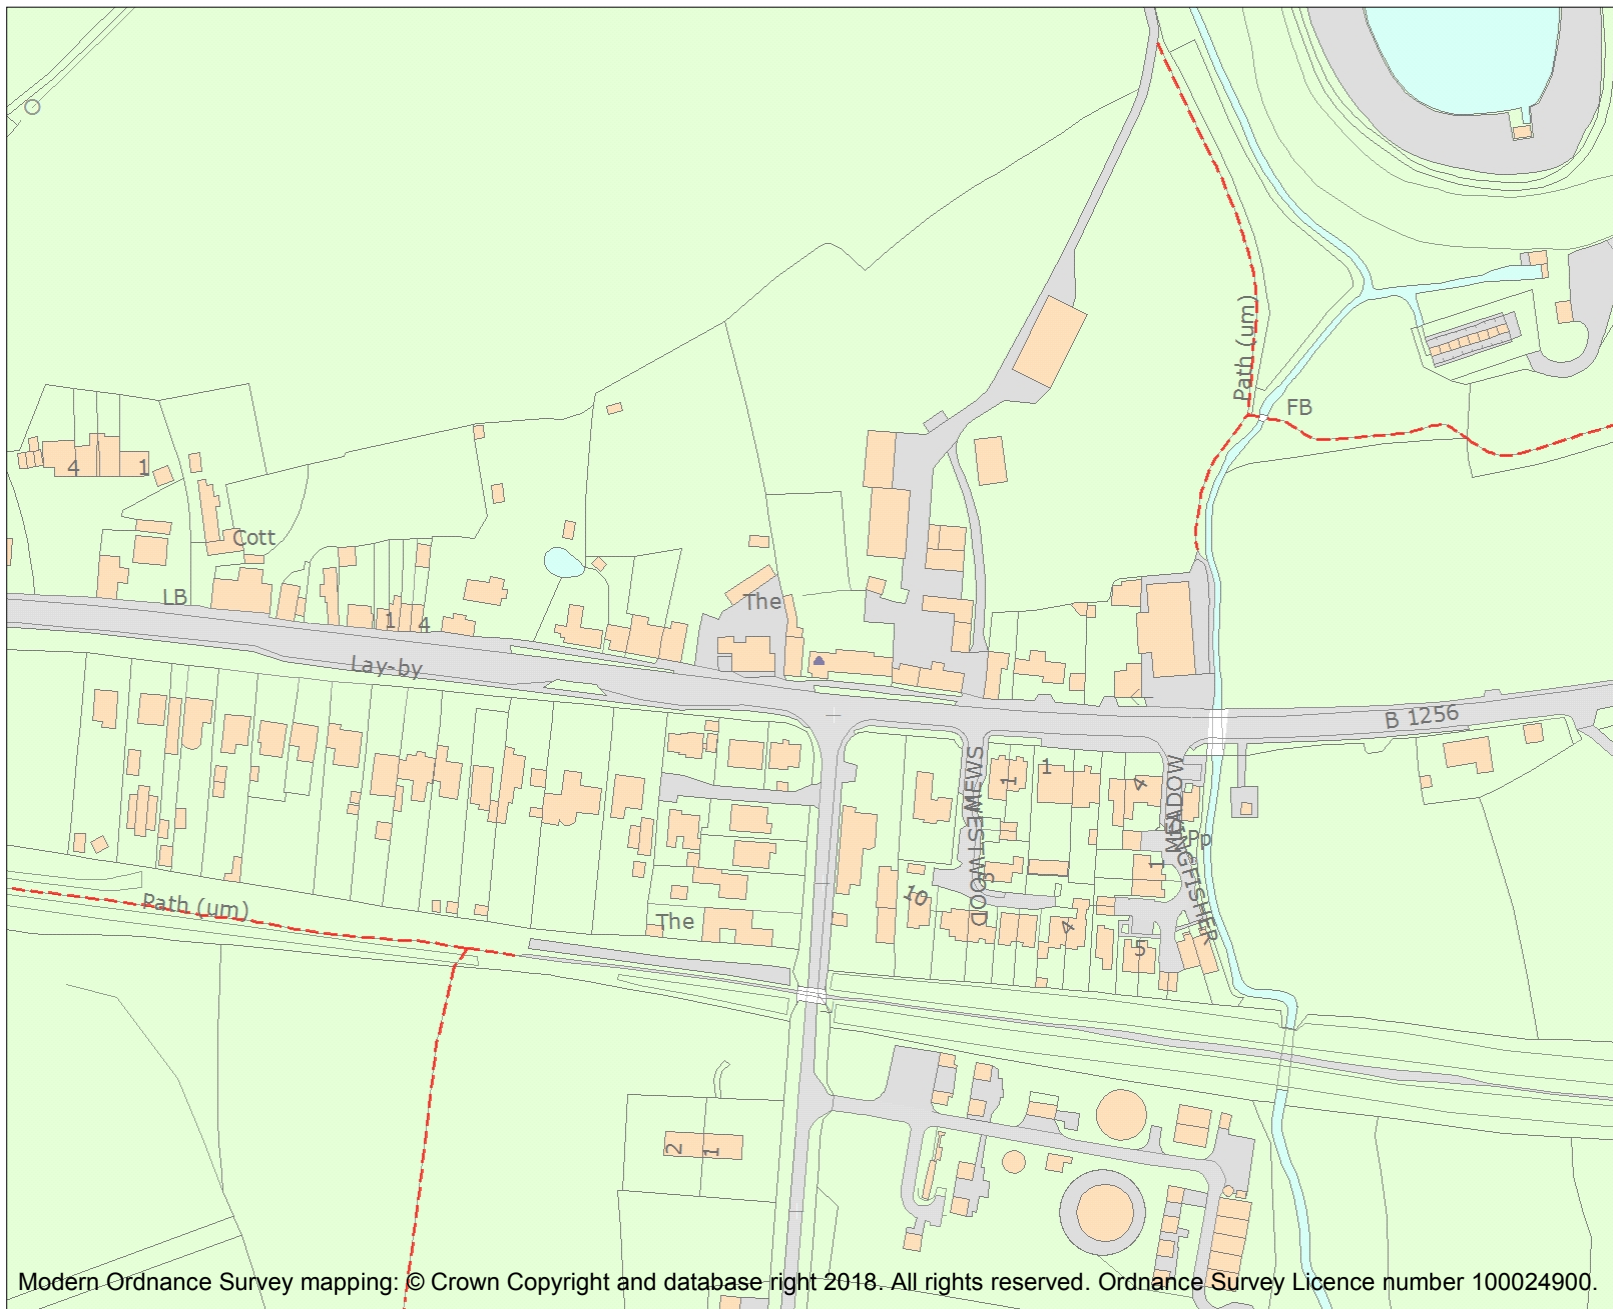 Path (um)
FB
4
1
Cott
LB
1
4
The
Lay-by
B 1256
1
1
4
MEADOW
Pp
KINGFISHER
1
WESTWOOD
MEWS
3
10
4
5
Path (um)
The
2
1
Modern Ordnance Survey mapping: © Crown Copyright and database right 2018. All rights reserved. Ordnance Survey Licence number 100024900.